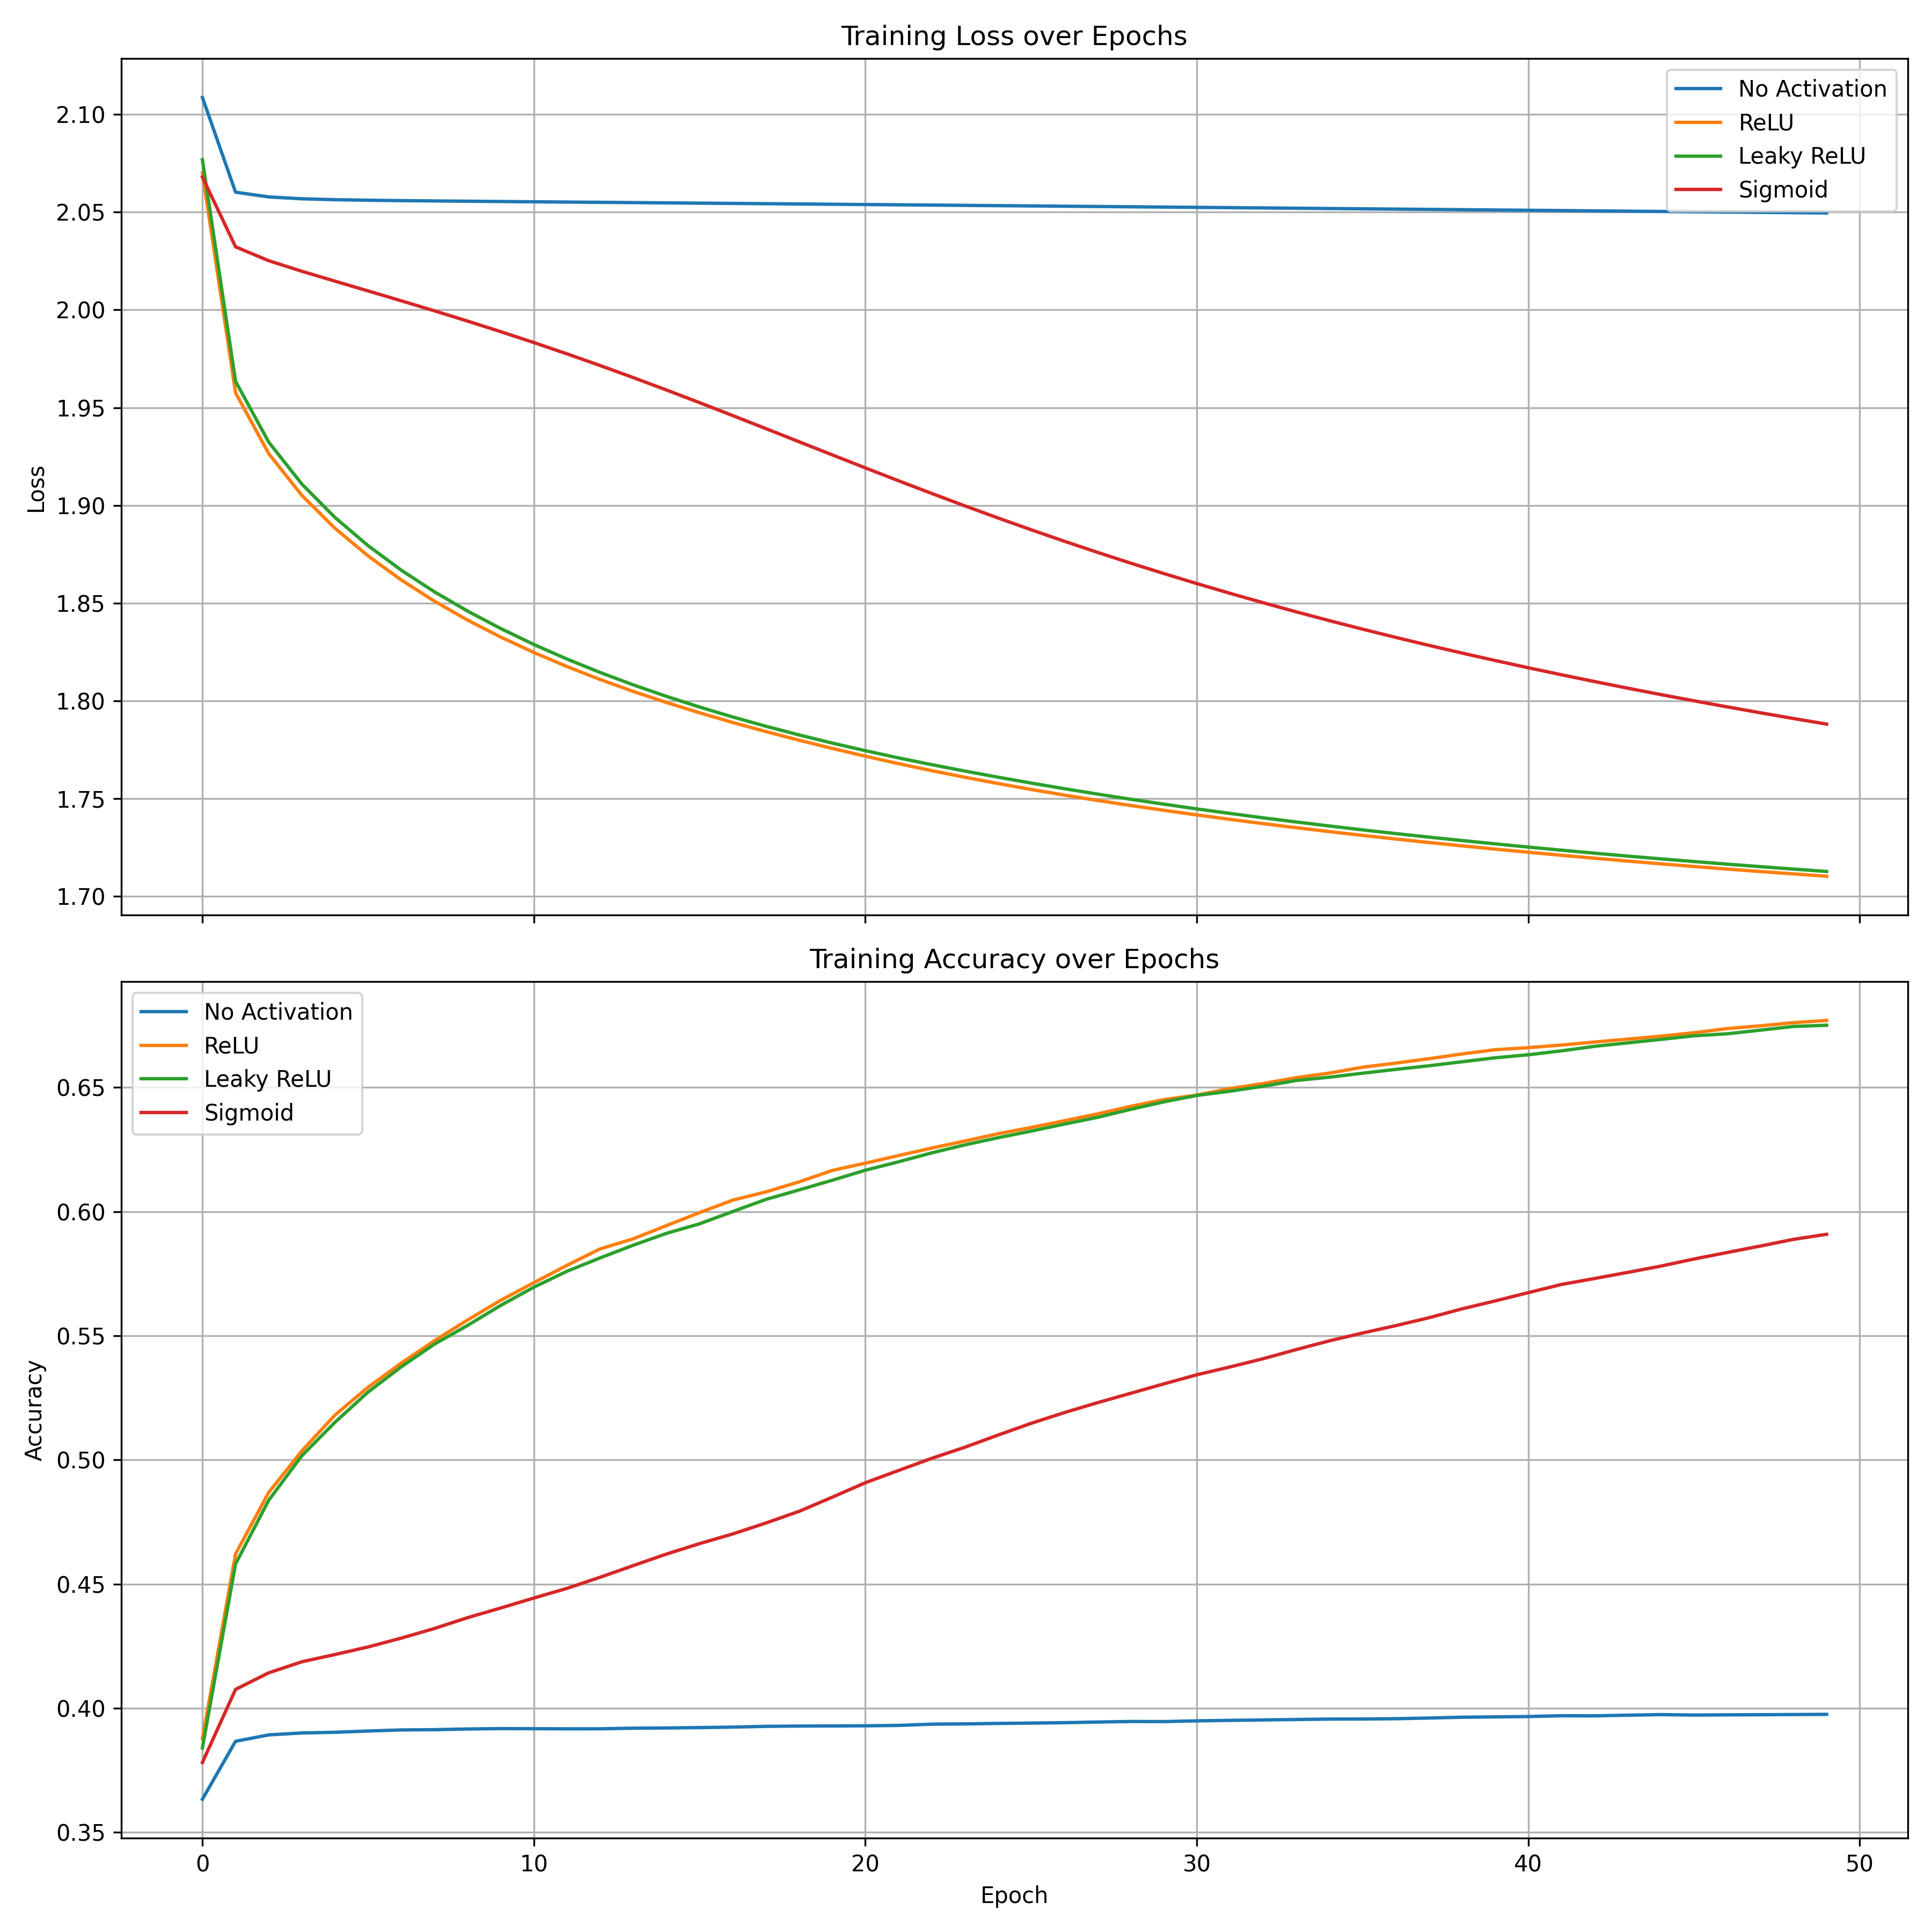 Training Loss over Epochs
No Activation
ReLU
Leaky ReLU
Sigmoid
2.10
2.05
2.00
1.95
1.90
1.85
1.80
1.75
1.70
Loss
Training Accuracy over Epochs
No Activation
ReLU
Leaky ReLU
Sigmoid
0.65
0.60
0.55
0.50
0.45
0.40
0.35
Accuracy
0 10 20 30 40 50
Epoch